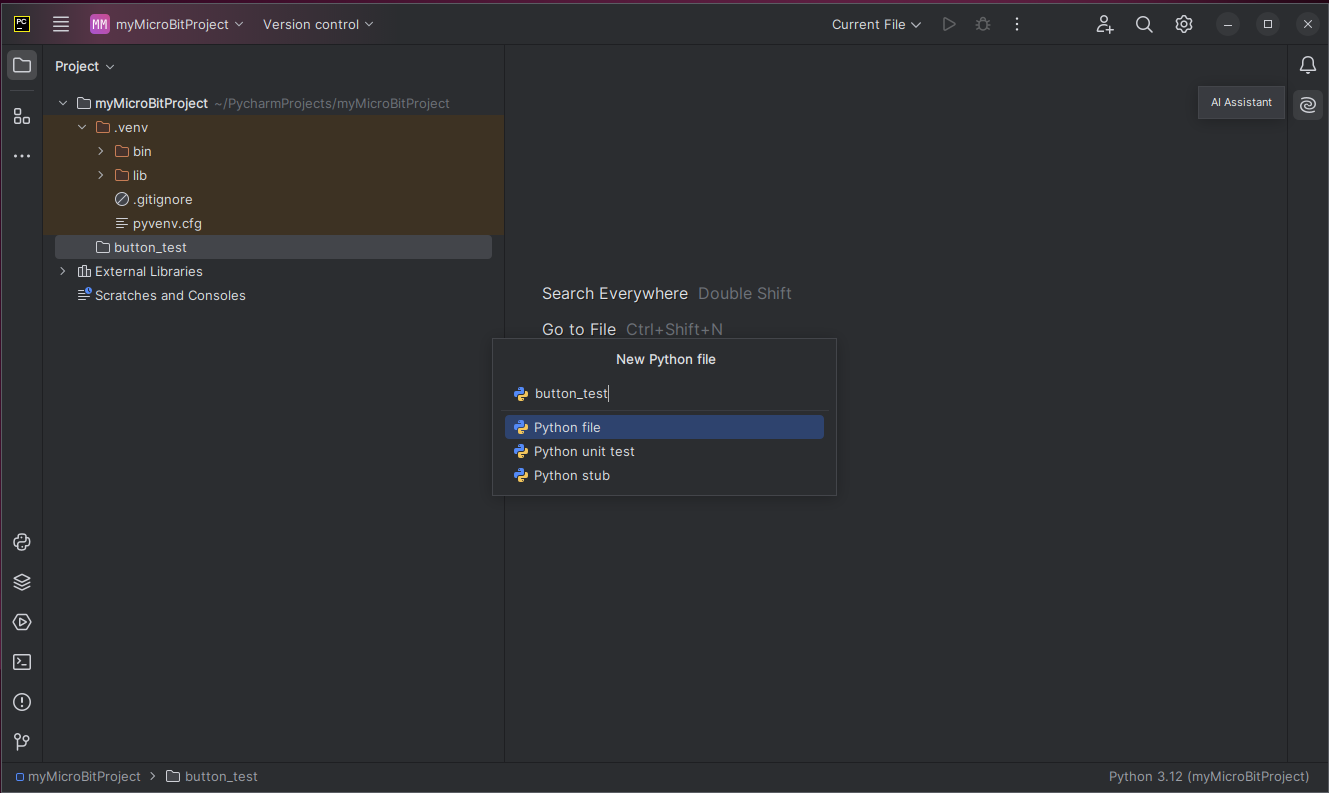 PC MM myMicroBitProject Version control Current File
Project
myMicroBitProject ~/PycharmProjects/myMicroBitProject
AI Assistant
.venv
bin
lib
.gitignore
pyvenv.cfg
button_test
External Libraries
Scratches and Consoles
Search Everywhere Double Shift
Go to File Ctrl+Shift+N
New Python file
button_test
Python file
Python unit test
Python stub
myMicroBitProject > button_test Python 3.12 (myMicroBitProject)